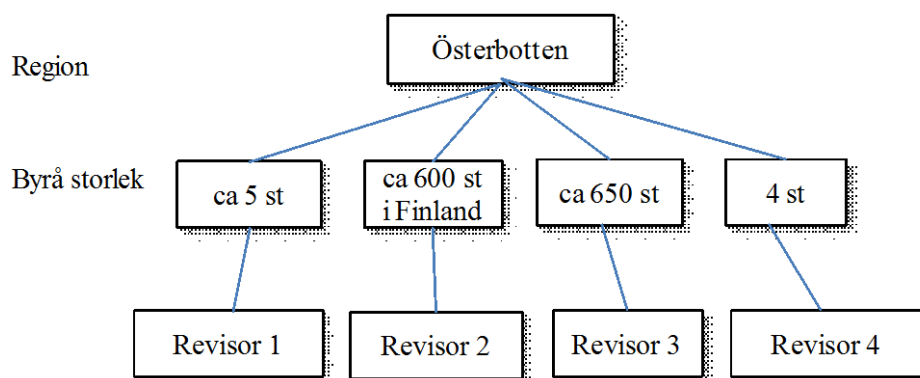 Region
Österbotten
Byrå storlek
ca 5 st
ca 600 st
i Finland
ca 650 st
4 st
Revisor 1
Revisor 2
Revisor 3
Revisor 4